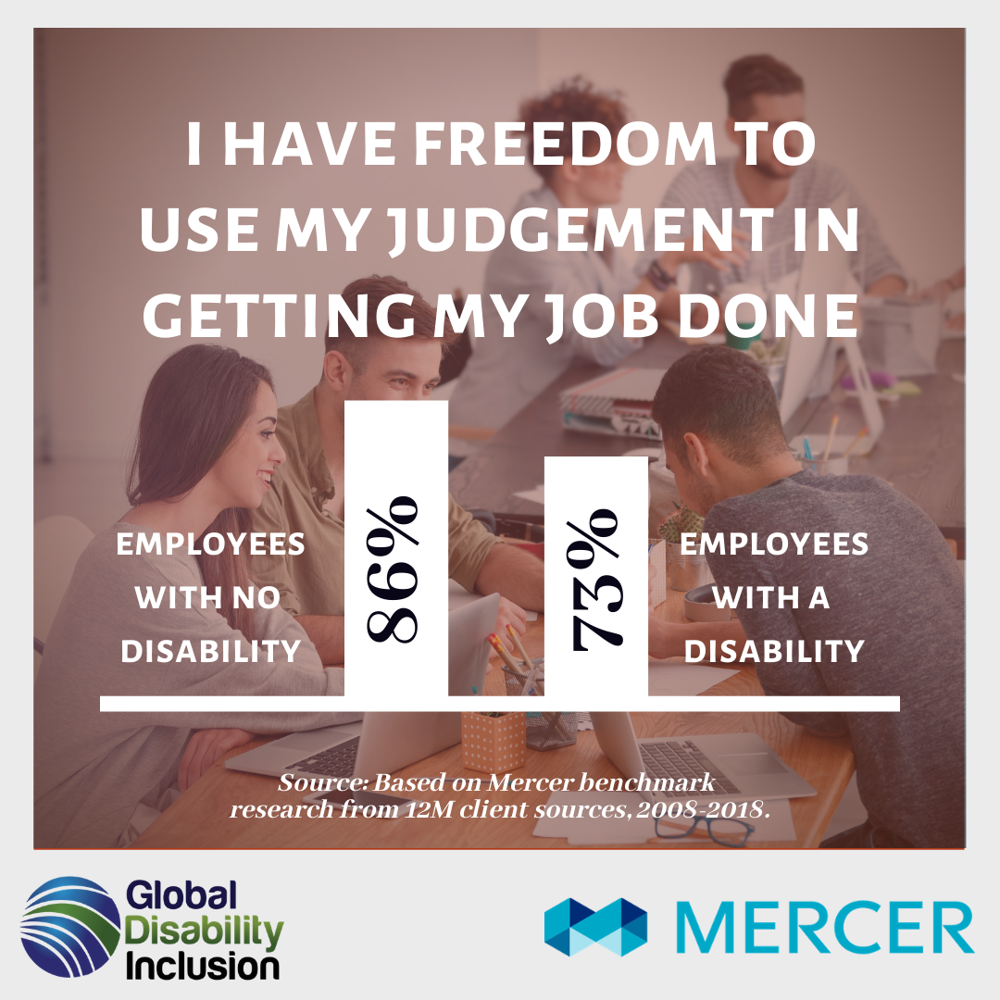 I HAVE FREEDOM TO
USE MY JUDGEMENT IN
GETTING MY JOB DONE
EMPLOYEES
WITH NO
DISABILITY
86%
73%
EMPLOYEES
WITH A
DISABILITY
Source: Based on Mercer benchmark
research from 12M client sources, 2008-2018.
Global
Disability
Inclusion
MERCER